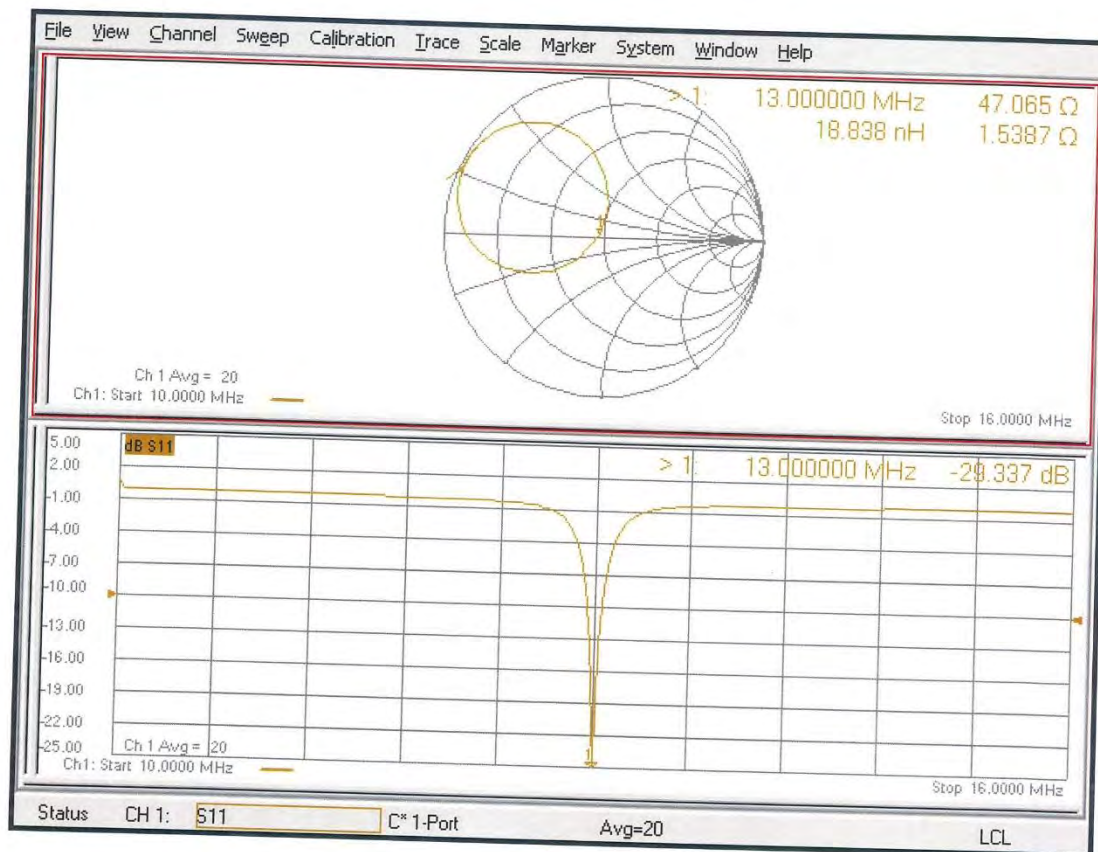 File View Channel Sweep Calibration Trace Scale Marker System Window Help
> 1: 13.000000 MHz 47.065 Ω
18.838 nH 1.5387 Ω
Ch 1 Avg = 20
Ch1: Start 10.0000 MHz
Stop 16.0000 MHz
5.00
dB S11
> 1: 13.000000 MHz -29.337 dB
2.00
-1.00
-4.00
-7.00
-10.00
-13.00
-16.00
-19.00
-22.00
-25.00
1
Ch 1 Avg = 20
Ch1: Start 10.0000 MHz
Stop 16.0000 MHz
Status CH 1: S11 C* 1-Port Avg=20 LCL